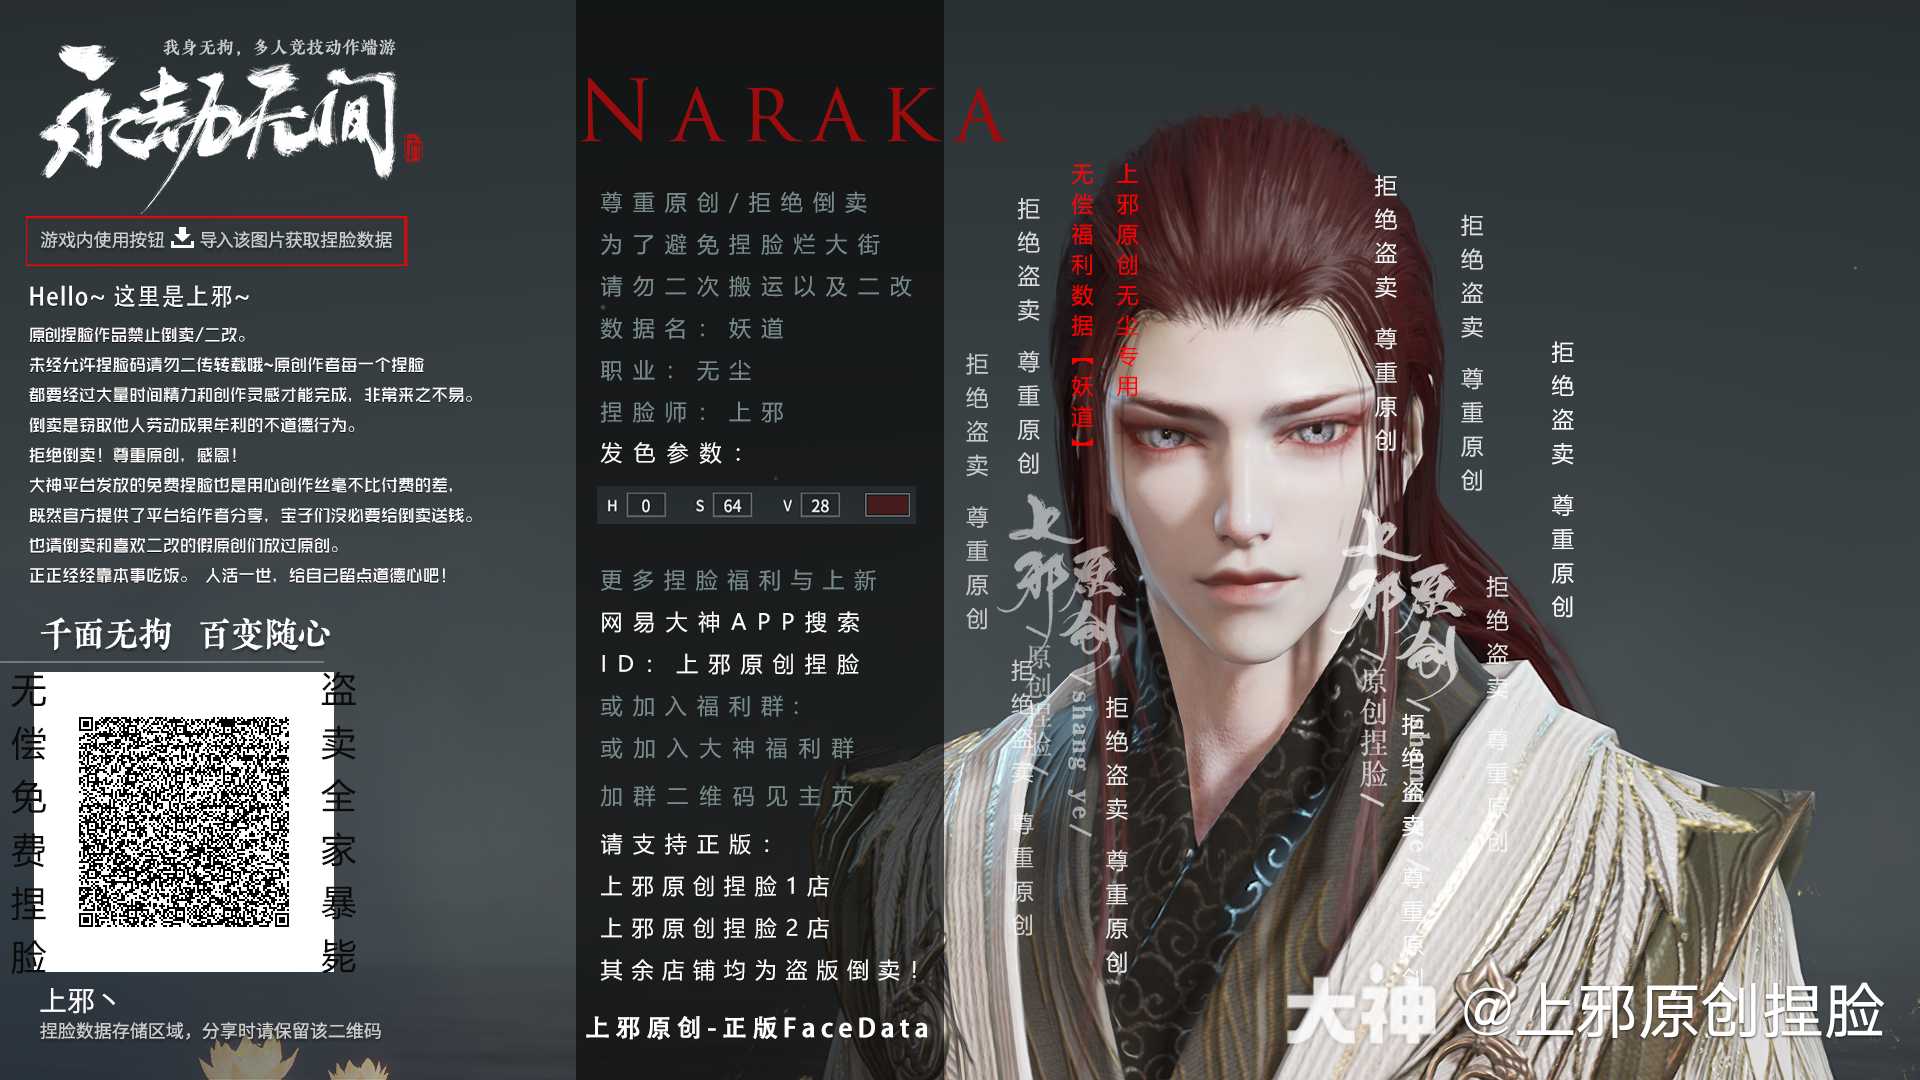 我身无拘，多人竞技动作端游
永劫无间
游戏内使用按钮 导入该图片获取捏脸数据
Hello~ 这里是上邪~
原创捏脸作品禁止倒卖/二改。
未经允许捏脸码请勿二传转载哦~原创作者每一个捏脸
都要经过大量时间精力和创作灵感才能完成，非常来之不易。
倒卖是窃取他人劳动成果牟利的不道德行为。
拒绝倒卖！尊重原创，感恩！
大神平台发放的免费捏脸也是用心创作丝毫不比付费的差，
既然官方提供了平台给作者分享，宝子们没必要给倒卖送钱。
也请倒卖和喜欢二改的假原创们放过原创。
正正经经靠本事吃饭。 人活一世，给自己留点道德心吧！
千面无拘 百变随心
无偿免费捏脸
盗卖全家暴毙
上邪丶
捏脸数据存储区域，分享时请保留该二维码
NARAKA
尊重原创/拒绝倒卖
为了避免捏脸烂大街
请勿二次搬运以及二改
数据名：妖道
职业：无尘
捏脸师：上邪
发色参数：
H 0 S 64 V 28
更多捏脸福利与上新
网易大神APP搜索
ID：上邪原创捏脸
或加入福利群：
或加入大神福利群
加群二维码见主页
请支持正版：
上邪原创捏脸1店
上邪原创捏脸2店
其余店铺均为盗版倒卖！
上邪原创-正版FaceData
上邪原创无尘专用
无偿福利数据【妖道】
拒绝盗卖 尊重原创
拒绝盗卖 尊重原创
拒绝盗卖 尊重原创
拒绝盗卖 尊重原创
拒绝盗卖 尊重原创
拒绝盗卖 尊重原创
拒绝盗卖 尊重原创
拒绝盗卖 尊重原创
拒绝盗卖 尊重原创
上邪原创
/原创捏脸/
/shang ye/
上邪原创
/原创捏脸/
大神 @上邪原创捏脸